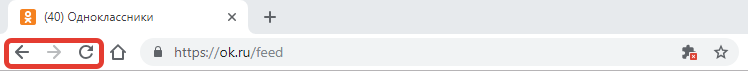 (40) Одноклассники
https://ok.ru/feed